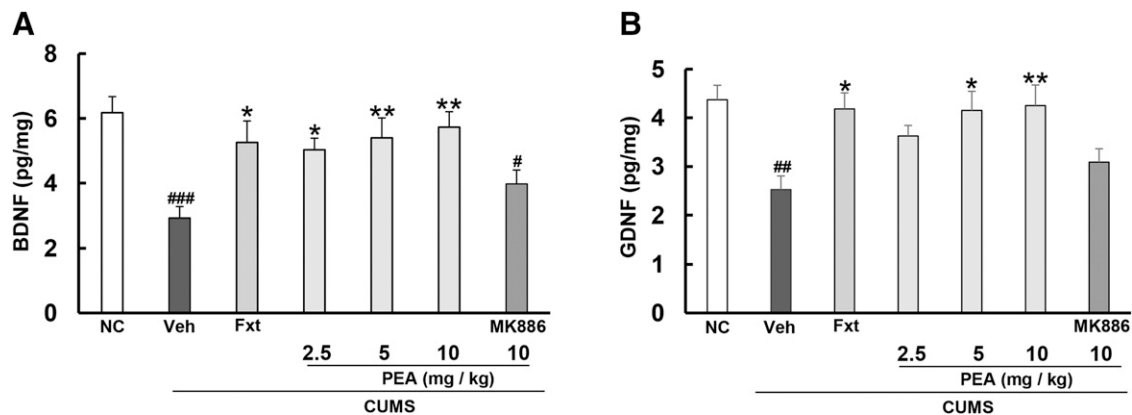 A
BDNF (pg/mg)
8
6
4
2
0
###
*
*
**
**
#
NC Veh Fxt MK886
2.5 5 10 10
PEA (mg / kg)
CUMS
B
GDNF (pg/mg)
5
4
3
2
1
0
##
*
*
**
NC Veh Fxt MK886
2.5 5 10 10
PEA (mg / kg)
CUMS